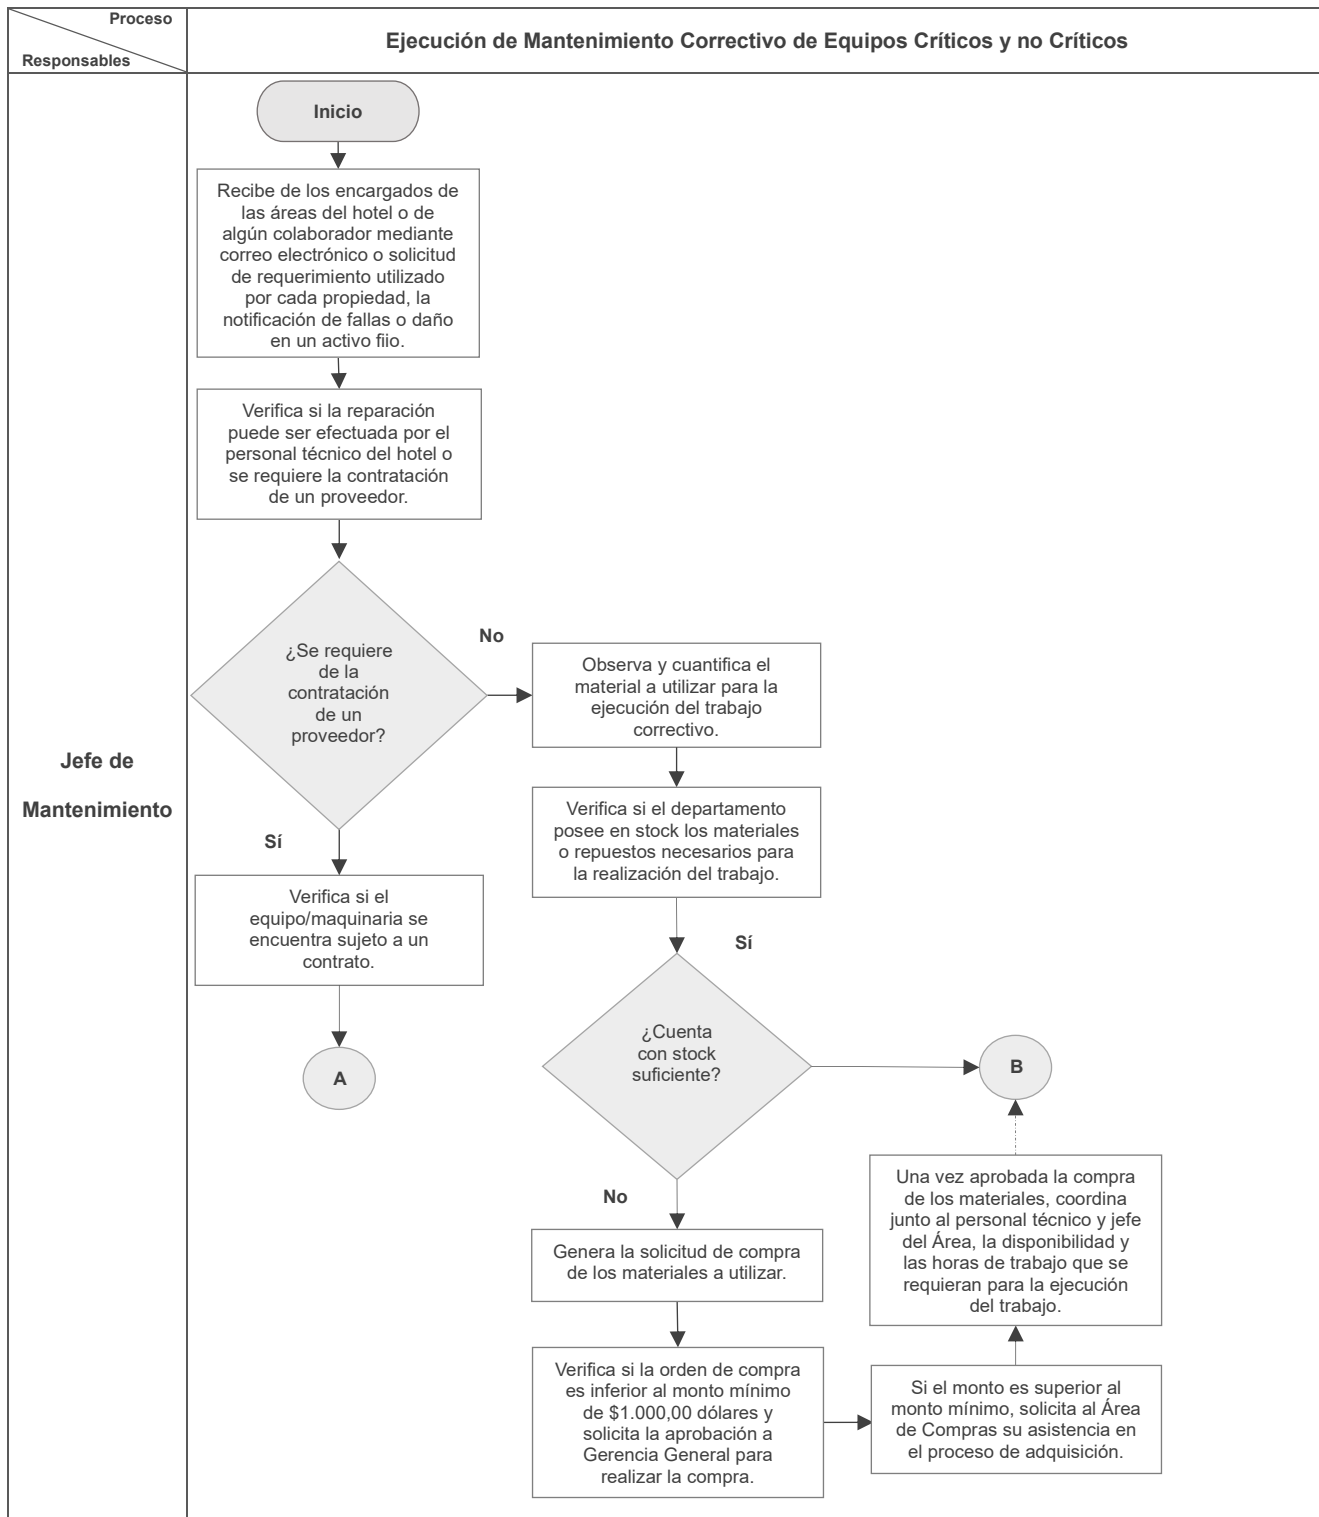 Proceso
Responsables
Ejecución de Mantenimiento Correctivo de Equipos Críticos y no Críticos
Jefe de
Mantenimiento
Inicio
Recibe de los encargados de
las áreas del hotel o de
algún colaborador mediante
correo electrónico o solicitud
de requerimiento utilizado
por cada propiedad, la
notificación de fallas o daño
en un activo fijo.
Verifica si la reparación
puede ser efectuada por el
personal técnico del hotel o
se requiere la contratación
de un proveedor.
¿Se requiere
de la
contratación
de un
proveedor?
No
Observa y cuantifica el
material a utilizar para la
ejecución del trabajo
correctivo.
Verifica si el departamento
posee en stock los materiales
o repuestos necesarios para
la realización del trabajo.
Sí
Verifica si el
equipo/maquinaria se
encuentra sujeto a un
contrato.
A
Sí
¿Cuenta
con stock
suficiente?
B
No
Genera la solicitud de compra
de los materiales a utilizar.
Verifica si la orden de compra
es inferior al monto mínimo
de $1.000,00 dólares y
solicita la aprobación a
Gerencia General para
realizar la compra.
Si el monto es superior al
monto mínimo, solicita al Área
de Compras su asistencia en
el proceso de adquisición.
Una vez aprobada la compra
de los materiales, coordina
junto al personal técnico y jefe
del Área, la disponibilidad y
las horas de trabajo que se
requieran para la ejecución
del trabajo.